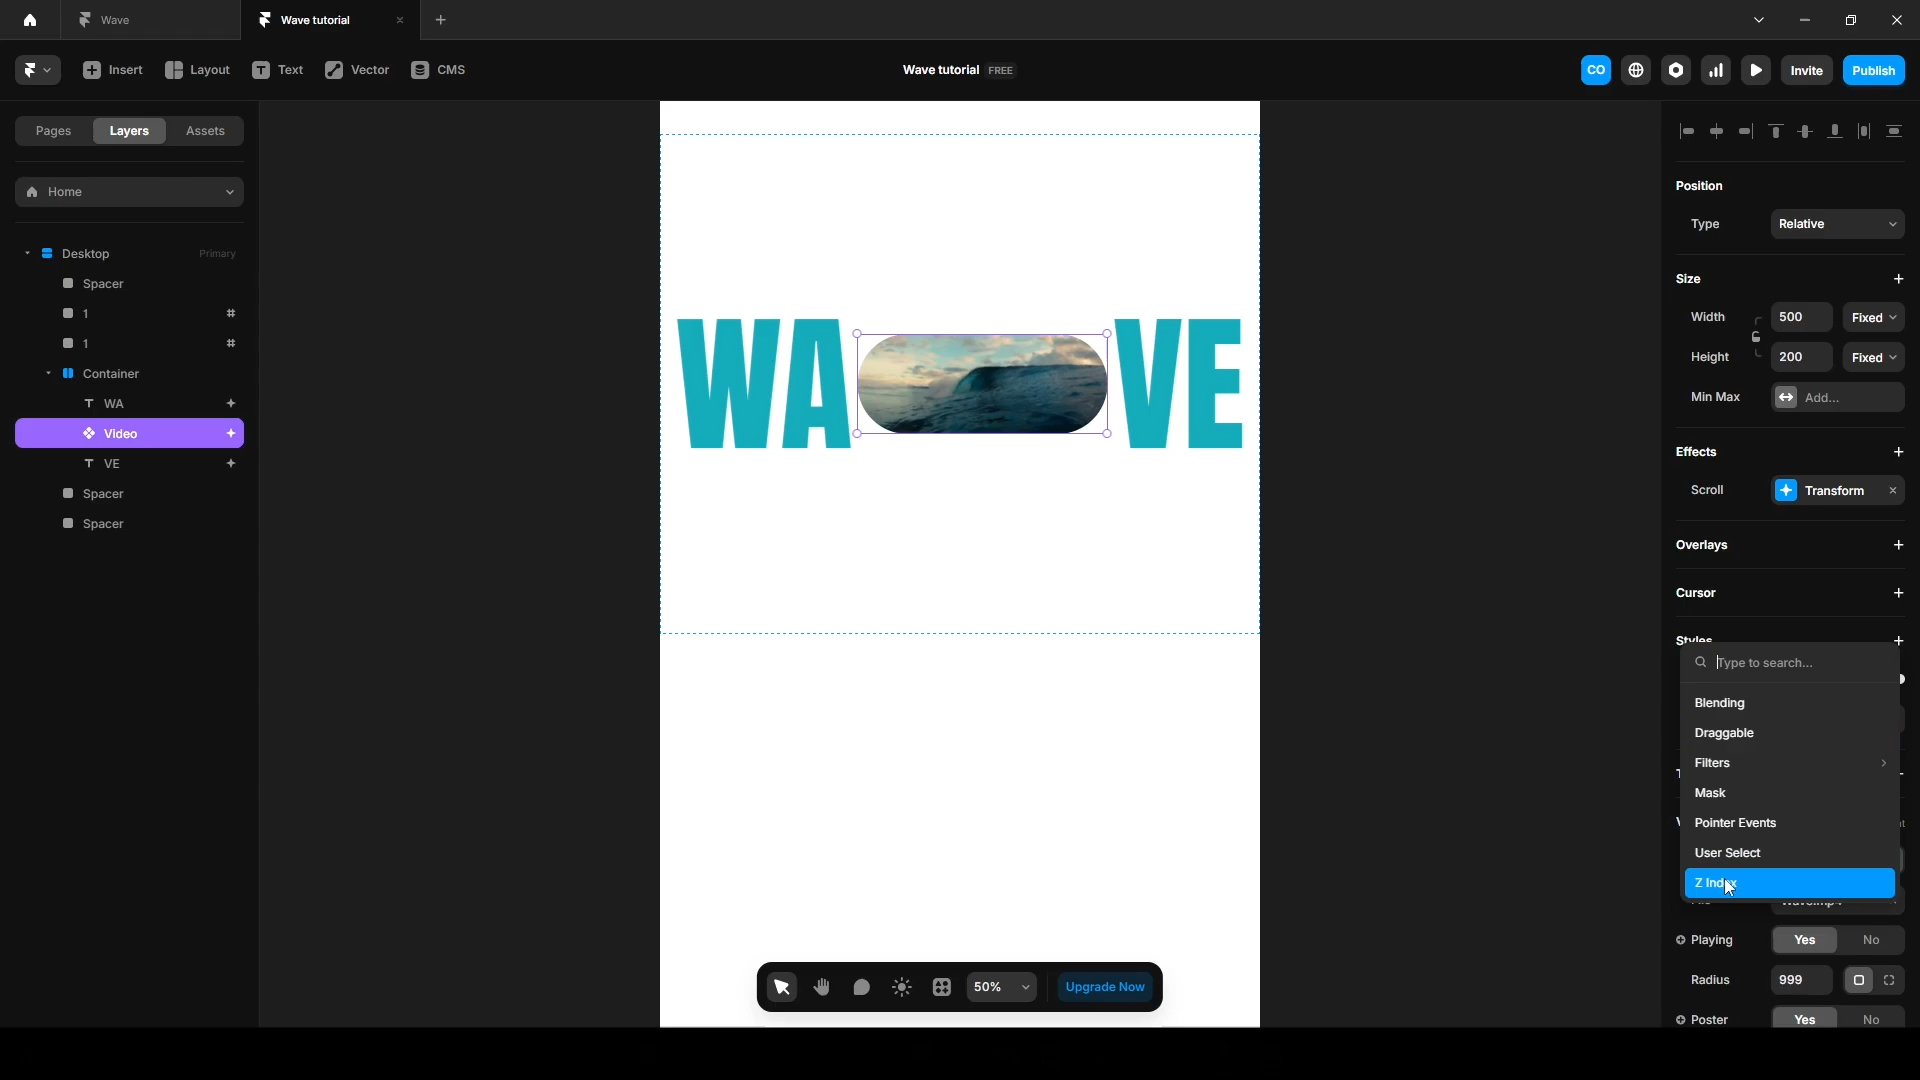 Wave
Wave tutorial
Insert
Layout
Text
Vector
CMS
Wave tutorial FREE
CO
Invite
Publish
Pages
Layers
Assets
Home
Desktop
Primary
Spacer
1
1
Container
WA
Video
VE
Spacer
Spacer
WA
VE
50%
Upgrade Now
Position
Type
Relative
Size
Width
500
Fixed
Height
200
Fixed
Min Max
Add...
Effects
Scroll
Transform
Overlays
Cursor
Styles
Type to search...
Blending
Draggable
Filters
Mask
Pointer Events
User Select
Z Index
Playing
Yes
No
Radius
999
Poster
Yes
No